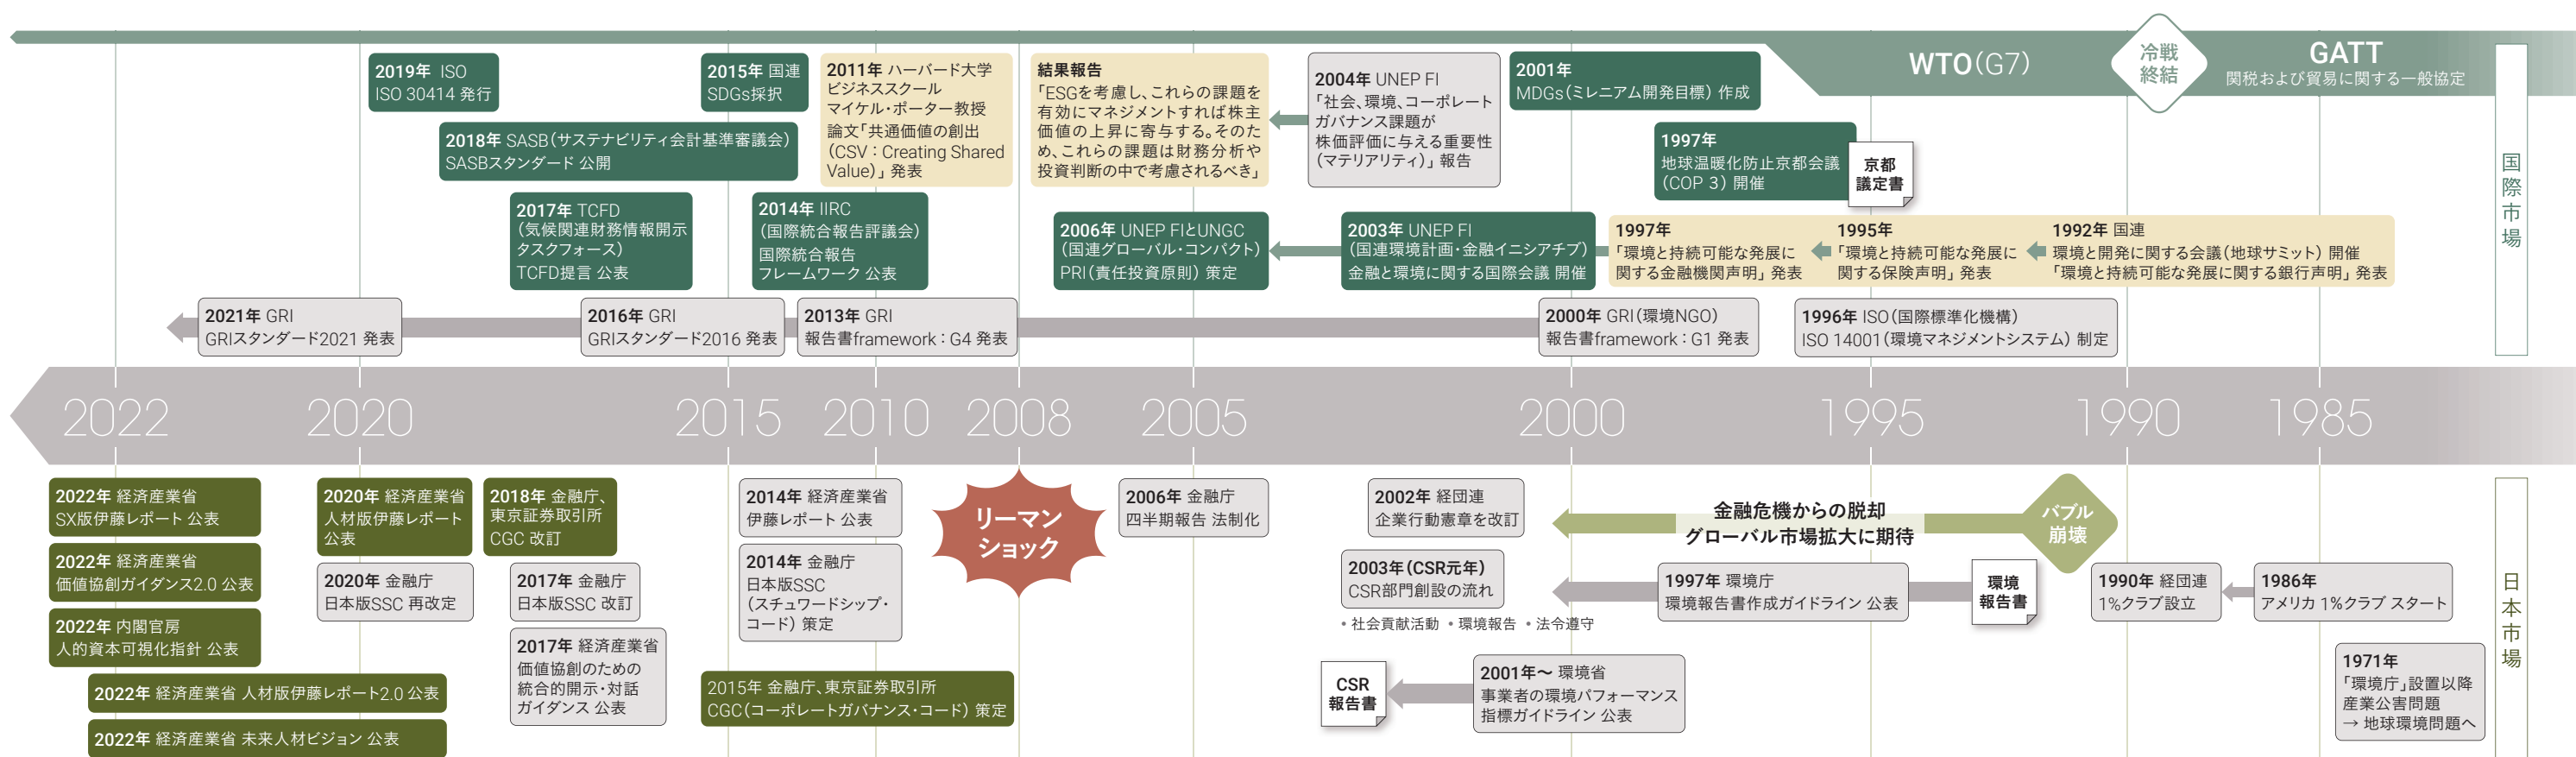 WTO(G7)
冷戦
終結
GATT
関税および貿易に関する一般協定
国際市場
2019年 ISO
ISO 30414 発行
2015年 国連
SDGs採択
2011年 ハーバード大学
ビジネススクール
マイケル・ポーター教授
論文「共通価値の創出
(CSV：Creating Shared
Value)」発表
結果報告
「ESGを考慮し、これらの課題を
有効にマネジメントすれば株主
価値の上昇に寄与する。そのた
め、これらの課題は財務分析や
投資判断の中で考慮されるべき」
2004年 UNEP FI
「社会、環境、コーポレート
ガバナンス課題が
株価評価に与える重要性
(マテリアリティ)」報告
2001年
MDGs(ミレニアム開発目標) 作成
2018年 SASB(サステナビリティ会計基準審議会)
SASBスタンダード 公開
1997年
地球温暖化防止京都会議
(COP 3) 開催
京都
議定書
2017年 TCFD
(気候関連財務情報開示
タスクフォース)
TCFD提言 公表
2014年 IIRC
(国際統合報告評議会)
国際統合報告
フレームワーク 公表
2006年 UNEP FIとUNGC
(国連グローバル・コンパクト)
PRI(責任投資原則) 策定
2003年 UNEP FI
(国連環境計画・金融イニシアチブ)
金融と環境に関する国際会議 開催
1997年
「環境と持続可能な発展に
関する金融機関声明」発表
1995年
「環境と持続可能な発展に
関する保険声明」発表
1992年 国連
環境と開発に関する会議(地球サミット) 開催
「環境と持続可能な発展に関する銀行声明」発表
2021年 GRI
GRIスタンダード2021 発表
2016年 GRI
GRIスタンダード2016 発表
2013年 GRI
報告書framework：G4 発表
2000年 GRI(環境NGO)
報告書framework：G1 発表
1996年 ISO(国際標準化機構)
ISO 14001(環境マネジメントシステム) 制定
2022
2020
2015
2010
2008
2005
2000
1995
1990
1985
日本市場
2022年 経済産業省
SX版伊藤レポート 公表
2022年 経済産業省
価値協創ガイダンス2.0 公表
2022年 内閣官房
人的資本可視化指針 公表
2022年 経済産業省 人材版伊藤レポート2.0 公表
2022年 経済産業省 未来人材ビジョン 公表
2020年 経済産業省
人材版伊藤レポート
公表
2020年 金融庁
日本版SSC 再改定
2018年 金融庁、
東京証券取引所
CGC 改訂
2017年 金融庁
日本版SSC 改訂
2017年 経済産業省
価値協創のための
統合的開示・対話
ガイダンス 公表
2014年 経済産業省
伊藤レポート 公表
2014年 金融庁
日本版SSC
(スチュワードシップ・
コード) 策定
2015年 金融庁、東京証券取引所
CGC(コーポレートガバナンス・コード) 策定
リーマン
ショック
2006年 金融庁
四半期報告 法制化
2002年 経団連
企業行動憲章を改訂
2003年(CSR元年)
CSR部門創設の流れ
•社会貢献活動 •環境報告 •法令遵守
CSR
報告書
2001年〜 環境省
事業者の環境パフォーマンス
指標ガイドライン 公表
金融危機からの脱却
グローバル市場拡大に期待
バブル
崩壊
1997年 環境庁
環境報告書作成ガイドライン 公表
環境
報告書
1990年 経団連
1%クラブ設立
1986年
アメリカ 1%クラブ スタート
1971年
「環境庁」設置以降
産業公害問題
→ 地球環境問題へ